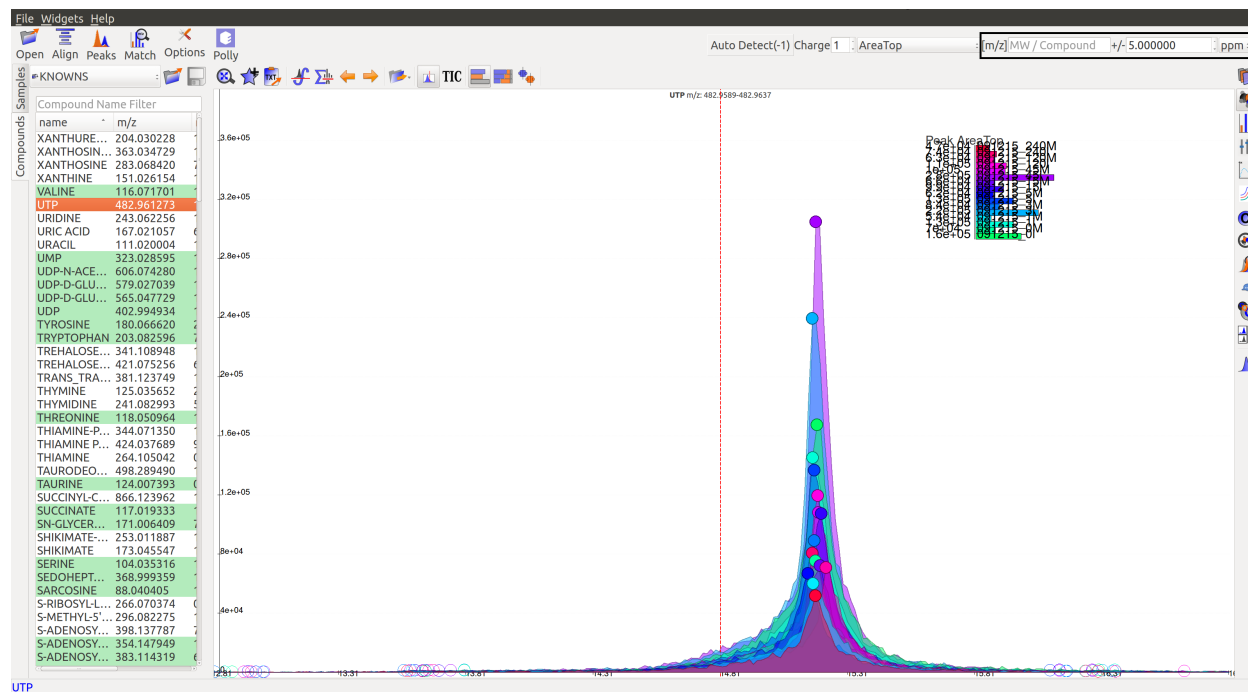 File Widgets Help
Open Align Peaks Match Options Polly
Auto Detect(-1) Charge 1 AreaTop [m/z] MW / Compound +/- 5.000000 ppm
Samples
Compounds
KNOWNS
TXT TIC
Compound Name Filter
name m/z
XANTHURE... 204.030228
XANTHOSIN... 363.034729
XANTHOSINE 283.068420
XANTHINE 151.026154
VALINE 116.071701
UTP 482.961273
URIDINE 243.062256
URIC ACID 167.021057
URACIL 111.020004
UMP 323.028595
UDP-N-ACE... 606.074280
UDP-D-GLU... 579.027039
UDP-D-GLU... 565.047729
UDP 402.994934
TYROSINE 180.066620
TRYPTOPHAN 203.082596
TREHALOSE... 341.108948
TREHALOSE... 421.075256
TRANS_TRA... 381.123749
THYMINE 125.035652
THYMIDINE 241.082993
THREONINE 118.050964
THIAMINE-P... 344.071350
THIAMINE P... 424.037689
THIAMINE 264.105042
TAURODEO... 498.289490
TAURINE 124.007393
SUCCINYL-C... 866.123962
SUCCINATE 117.019333
SN-GLYCER... 171.006409
SHIKIMATE-... 253.011887
SHIKIMATE 173.045547
SERINE 104.035316
SEDOHEPT... 368.999359
SARCOSINE 88.040405
S-RIBOSYL-L... 266.070374
S-METHYL-5'... 296.082275
S-ADENOSY... 398.137787
S-ADENOSY... 354.147949
S-ADENOSY... 383.114319
UTP m/z: 482.9589-482.9637
3.6e+05
3.2e+05
2.8e+05
2.4e+05
2e+05
1.6e+05
1.2e+05
8e+04
4e+04
Peak AreaTop
1.6e+05
12.81 13.31 13.81 14.31 14.81 15.31 15.81 16.31
UTP